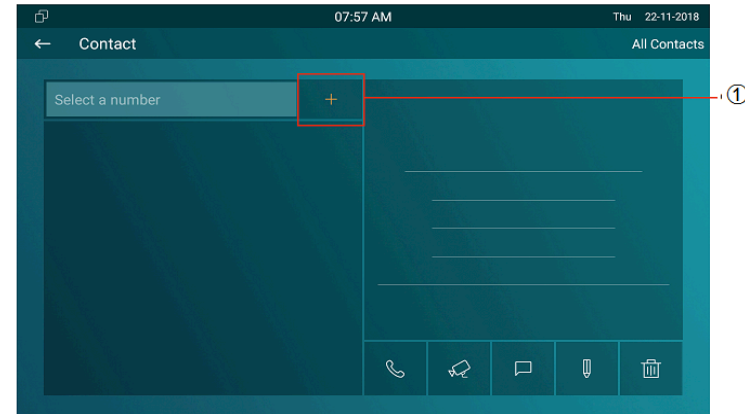 07:57 AM
Thu 22-11-2018
Contact
All Contacts
Select a number
①